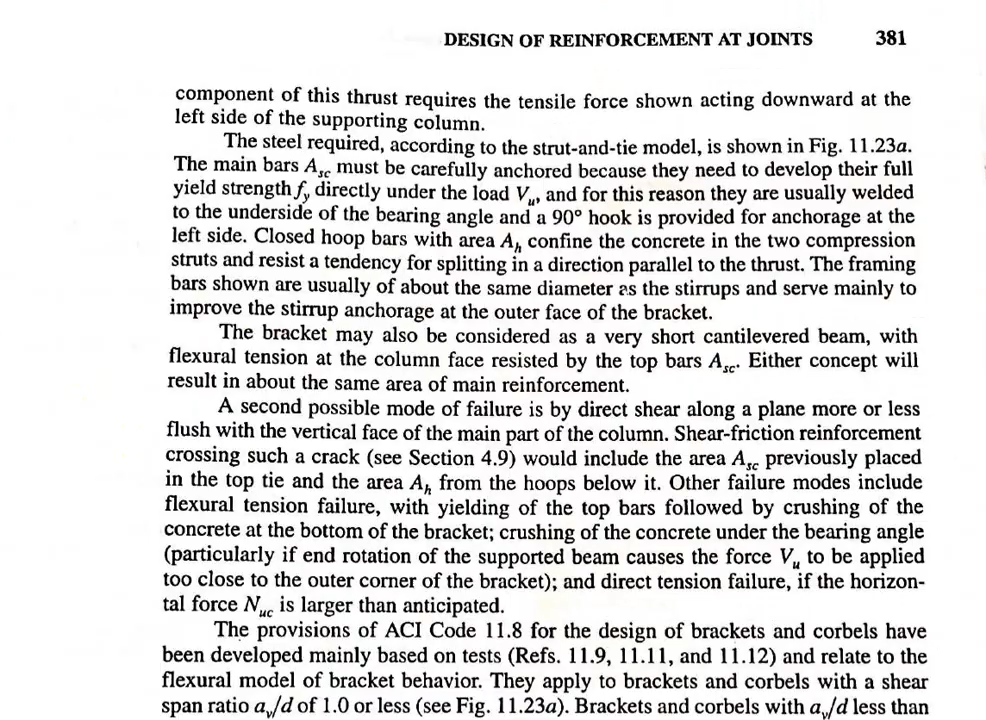 DESIGN OF REINFORCEMENT AT JOINTS 381
component of this thrust requires the tensile force shown acting downward at the
left side of the supporting column.
The steel required, according to the strut-and-tie model, is shown in Fig. 11.23a.
The main bars A_sc must be carefully anchored because they need to develop their full
yield strength f_y directly under the load V_u, and for this reason they are usually welded
to the underside of the bearing angle and a 90° hook is provided for anchorage at the
left side. Closed hoop bars with area A_h confine the concrete in the two compression
struts and resist a tendency for splitting in a direction parallel to the thrust. The framing
bars shown are usually of about the same diameter as the stirrups and serve mainly to
improve the stirrup anchorage at the outer face of the bracket.
The bracket may also be considered as a very short cantilevered beam, with
flexural tension at the column face resisted by the top bars A_sc. Either concept will
result in about the same area of main reinforcement.
A second possible mode of failure is by direct shear along a plane more or less
flush with the vertical face of the main part of the column. Shear-friction reinforcement
crossing such a crack (see Section 4.9) would include the area A_sc previously placed
in the top tie and the area A_h from the hoops below it. Other failure modes include
flexural tension failure, with yielding of the top bars followed by crushing of the
concrete at the bottom of the bracket; crushing of the concrete under the bearing angle
(particularly if end rotation of the supported beam causes the force V_u to be applied
too close to the outer corner of the bracket); and direct tension failure, if the horizon-
tal force N_uc is larger than anticipated.
The provisions of ACI Code 11.8 for the design of brackets and corbels have
been developed mainly based on tests (Refs. 11.9, 11.11, and 11.12) and relate to the
flexural model of bracket behavior. They apply to brackets and corbels with a shear
span ratio a_v/d of 1.0 or less (see Fig. 11.23a). Brackets and corbels with a_v/d less than